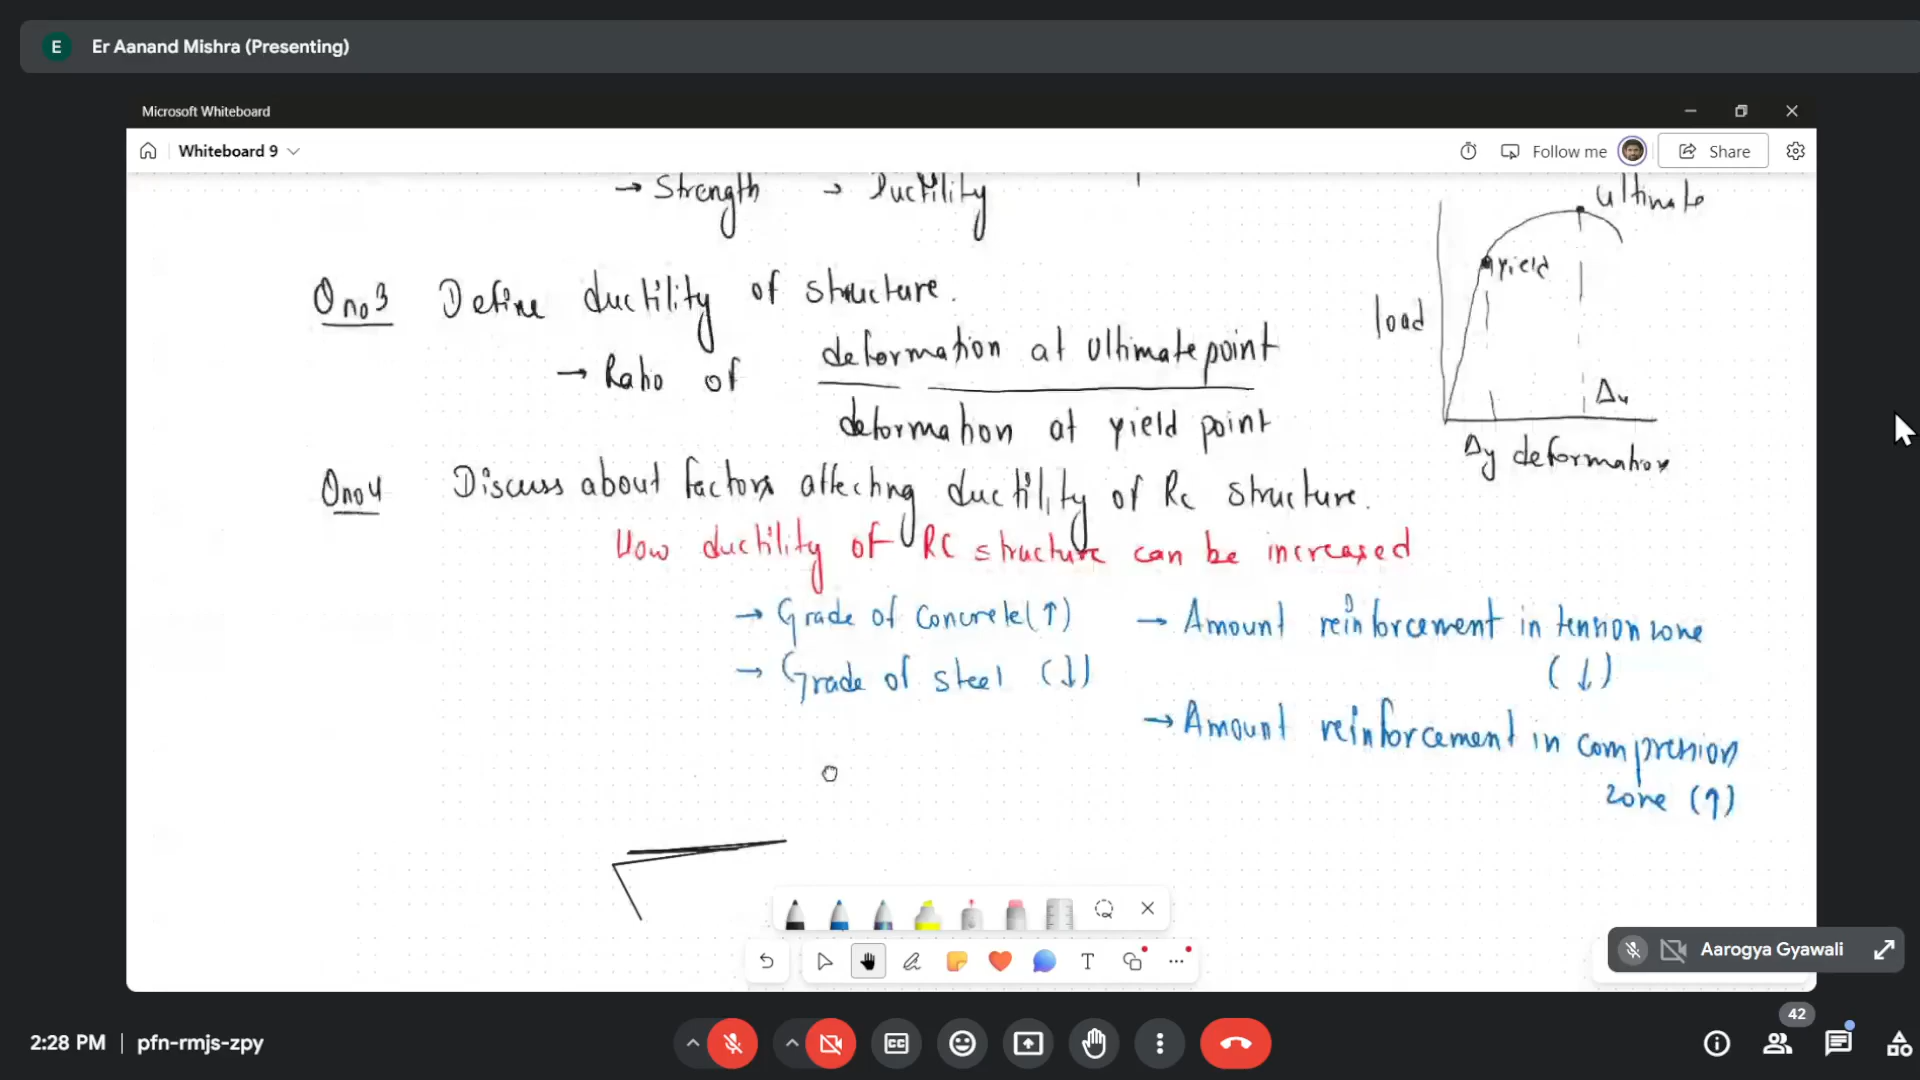 E Er Aanand Mishra (Presenting)
Microsoft Whiteboard
Whiteboard 9
Follow me
Share
→ Strength → Ductility
ultimate
yield
load
Δu
Δy deformation
Qno3 Define ductility of structure.
→ Ratio of deformation at ultimate point
deformation at yield point
Qno4 Discuss about factors affecting ductility of Rc structure.
How ductility of RC structure can be increased
→ Grade of concrete (↑)
→ Grade of steel (↓)
→ Amount reinforcement in tension zone
(↓)
→ Amount reinforcement in compression
zone (↑)
T
Aarogya Gyawali
2:28 PM | pfn-rmjs-zpy
CC
42